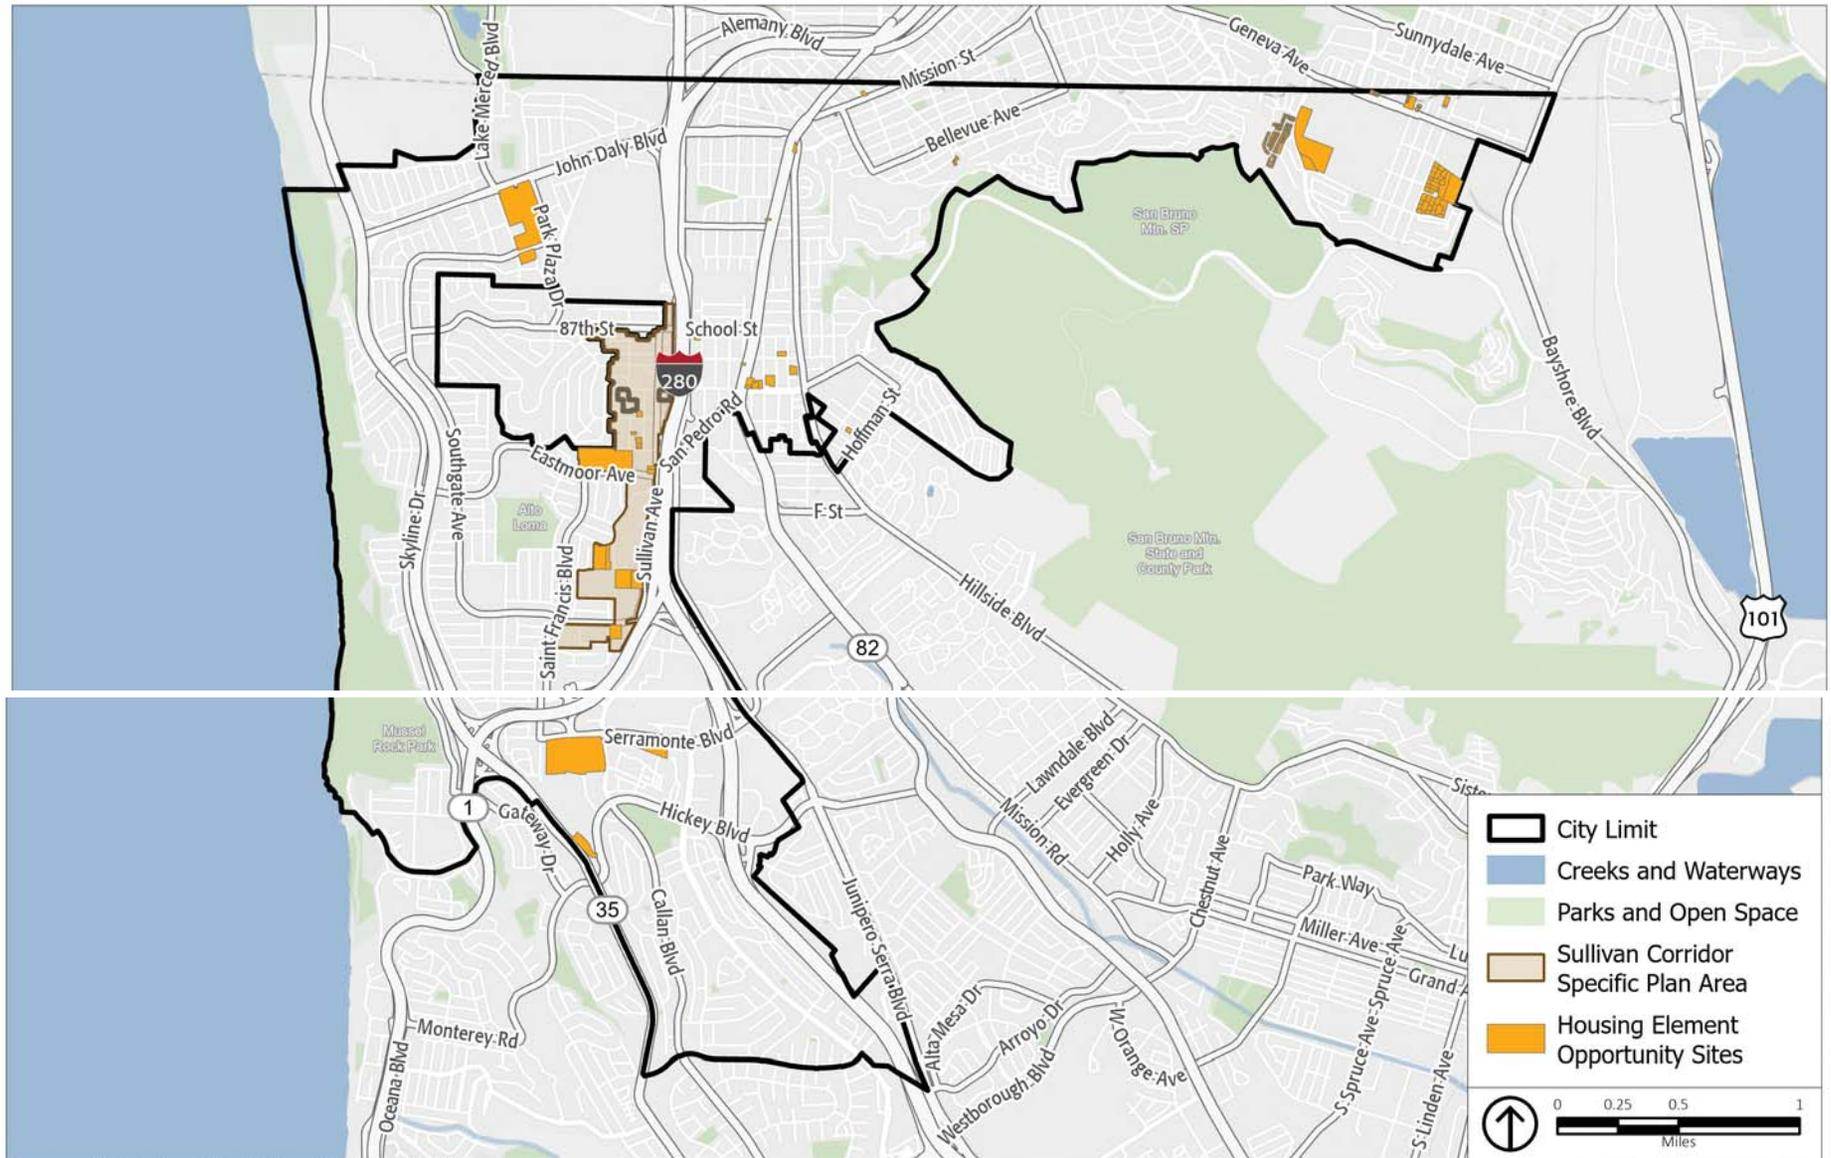 Alemany Blvd
Geneva Ave
Sunnydale Ave
Lake Merced Blvd
Mission St
Bellevue Ave
John Daly Blvd
Park Plaza Dr
San Bruno
Mtn. SP
87th St
School St
280
San Pedro Rd
Hoffman St
Bayshore Blvd
Southgate Ave
Eastmoor Ave
Skyline Dr
Alto
Loma
Sullivan Ave
F St
Saint Francis Blvd
San Bruno Mtn.
State and
County Park
Hillside Blvd
101
82
Mussel
Rock Park
Serramonte Blvd
Lawndale Blvd
Evergreen Dr
Siste
1
Gateway Dr
Hickey Blvd
Mission Rd
Holly Ave
Chestnut Ave
Park Way
35
Callan Blvd
Junipero Serra Blvd
Miller Ave
Lu
Grand A
S Spruce Ave-Spruce Ave
Monterey Rd
Oceana Blvd
Alta Mesa Dr
Arroyo Dr
W Orange Ave
Westborough Blvd
S Linden Ave
City Limit
Creeks and Waterways
Parks and Open Space
Sullivan Corridor
Specific Plan Area
Housing Element
Opportunity Sites
0 0.25 0.5 1
Miles